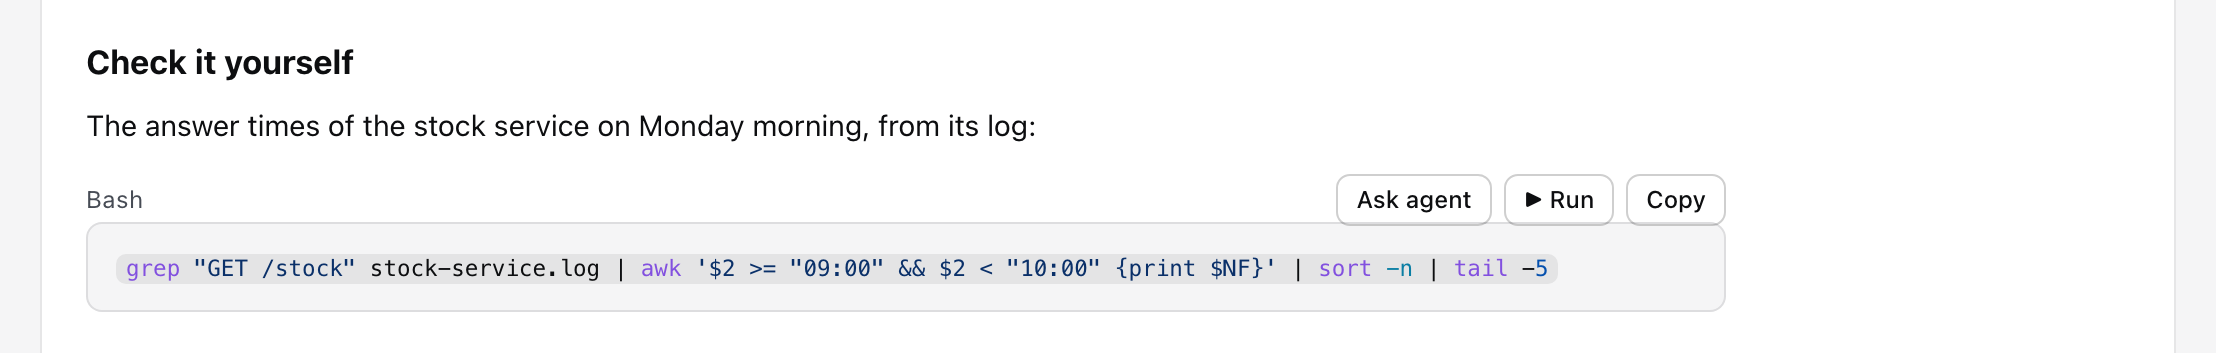 Check it yourself
The answer times of the stock service on Monday morning, from its log:
Bash
Ask agent
▶ Run
Copy
grep "GET /stock" stock-service.log | awk '$2 >= "09:00" && $2 < "10:00" {print $NF}' | sort -n | tail -5